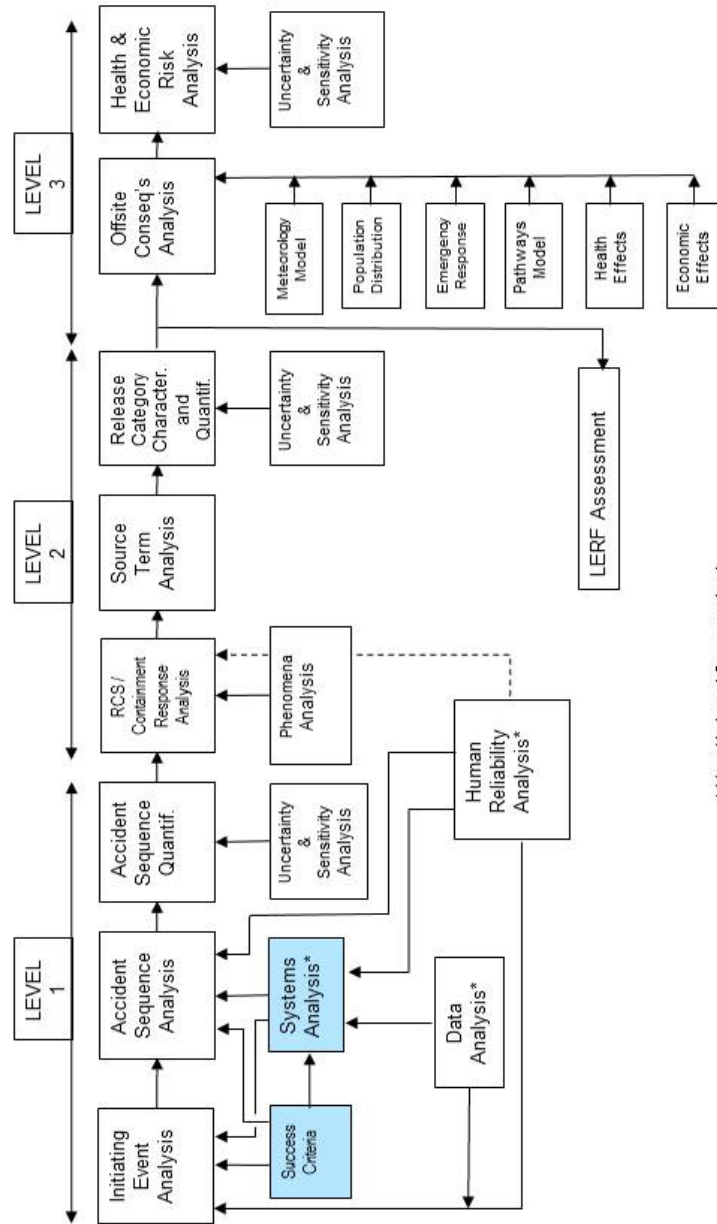 LEVEL
1
LEVEL
2
LEVEL
3
Initiating
Event
Analysis
Accident
Sequence
Analysis
Accident
Sequence
Quantif.
RCS /
Containment
Response
Analysis
Source
Term
Analysis
Release
Category
Character.
and
Quantif.
Offsite
Conseq's
Analysis
Health &
Economic
Risk
Analysis
Success
Criteria
Systems
Analysis*
Uncertainty
&
Sensitivity
Analysis
Phenomena
Analysis
Uncertainty
&
Sensitivity
Analysis
Meteorology
Model
Population
Distribution
Emergency
Response
Pathways
Model
Health
Effects
Economic
Effects
Uncertainty
&
Sensitivity
Analysis
Data
Analysis*
Human
Reliability
Analysis*
LERF Assessment